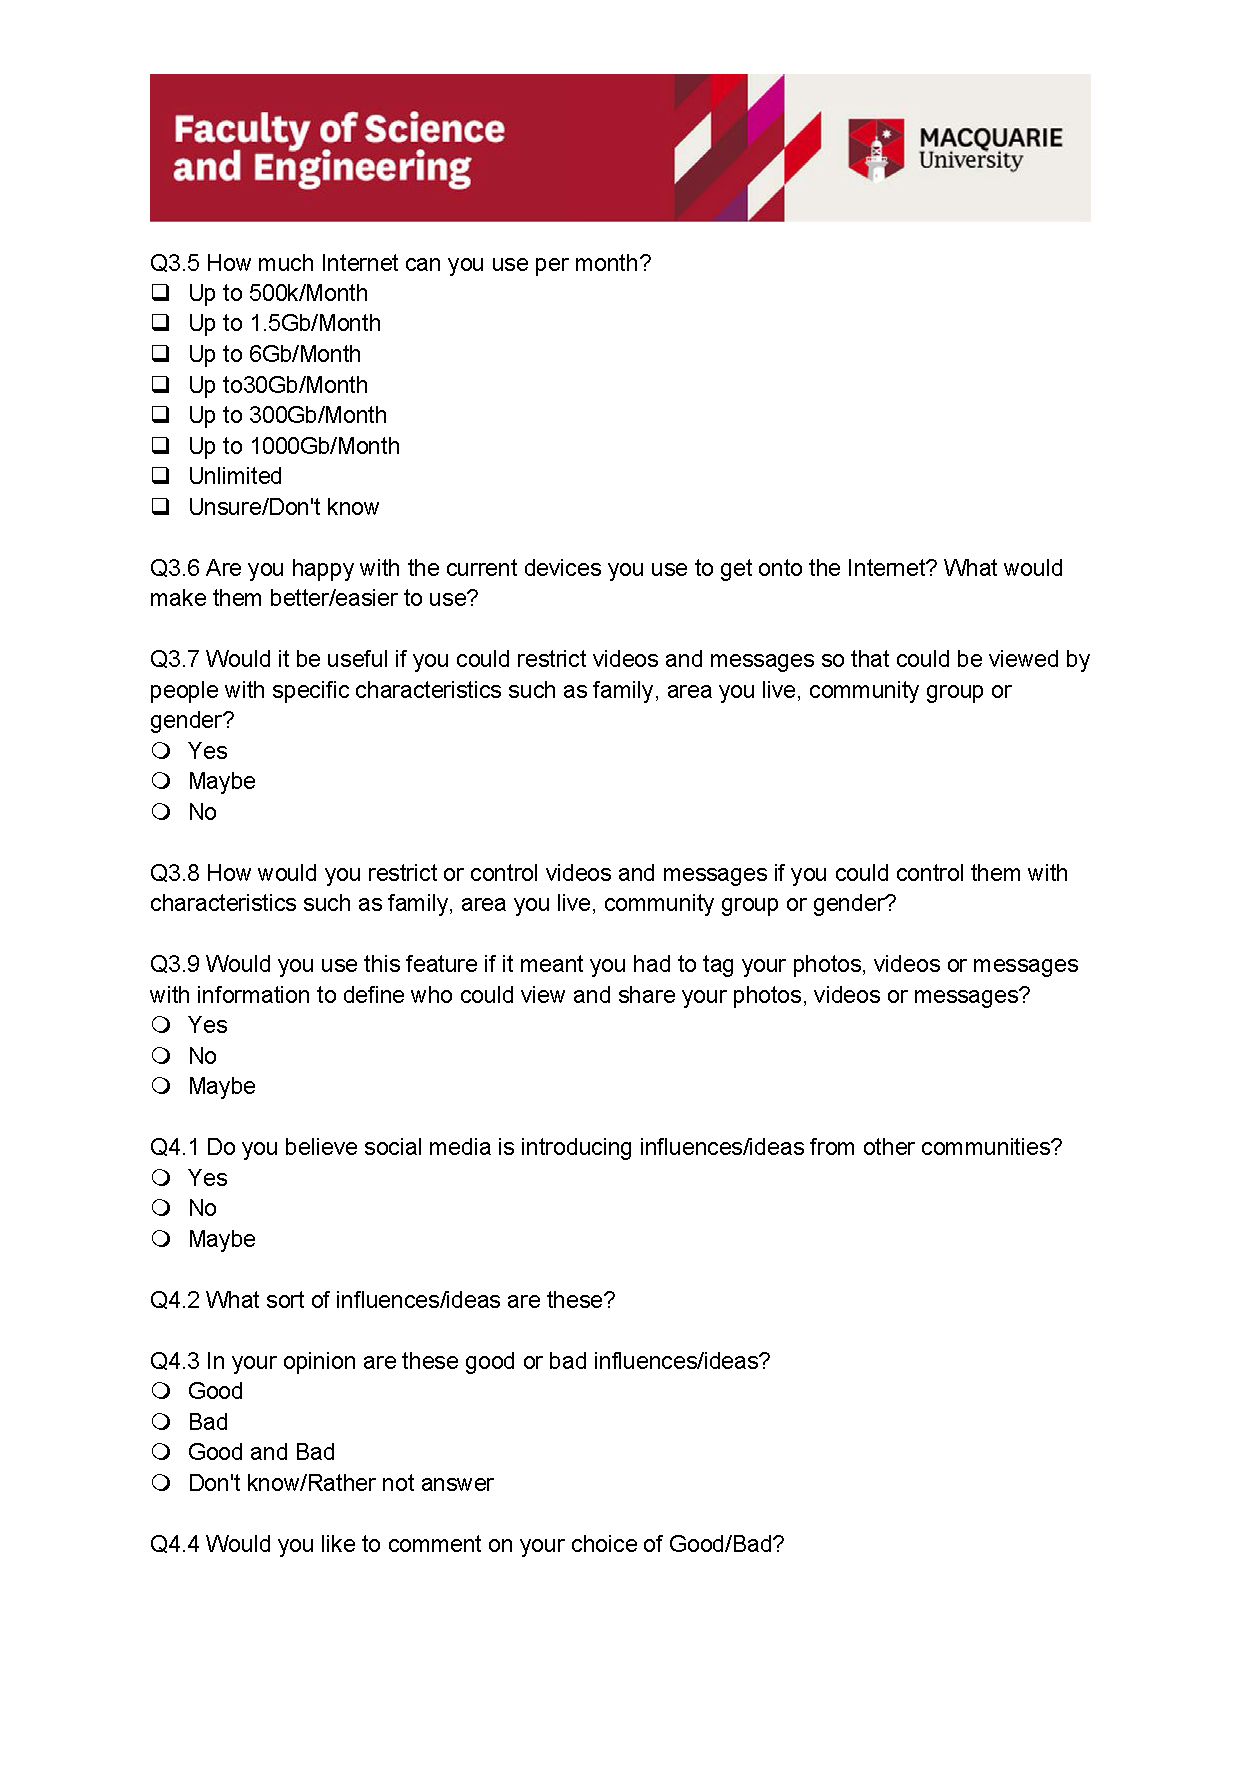 Faculty of Science
and Engineering
MACQUARIE
University
Q3.5 How much Internet can you use per month?
Up to 500k/Month
Up to 1.5Gb/Month
Up to 6Gb/Month
Up to30Gb/Month
Up to 300Gb/Month
Up to 1000Gb/Month
Unlimited
Unsure/Don't know
Q3.6 Are you happy with the current devices you use to get onto the Internet? What would
make them better/easier to use?
Q3.7 Would it be useful if you could restrict videos and messages so that could be viewed by
people with specific characteristics such as family, area you live, community group or
gender?
Yes
Maybe
No
Q3.8 How would you restrict or control videos and messages if you could control them with
characteristics such as family, area you live, community group or gender?
Q3.9 Would you use this feature if it meant you had to tag your photos, videos or messages
with information to define who could view and share your photos, videos or messages?
Yes
No
Maybe
Q4.1 Do you believe social media is introducing influences/ideas from other communities?
Yes
No
Maybe
Q4.2 What sort of influences/ideas are these?
Q4.3 In your opinion are these good or bad influences/ideas?
Good
Bad
Good and Bad
Don't know/Rather not answer
Q4.4 Would you like to comment on your choice of Good/Bad?